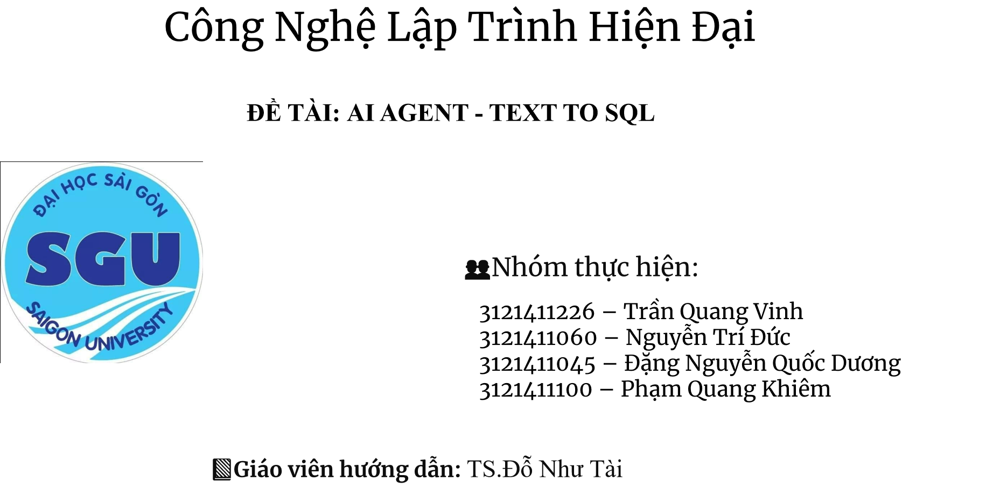 Công Nghệ Lập Trình Hiện Đại
ĐỀ TÀI: AI AGENT - TEXT TO SQL
ĐẠI HỌC SÀI GÒN
SGU
SAIGON UNIVERSITY
👥Nhóm thực hiện:
3121411226 – Trần Quang Vinh
3121411060 – Nguyễn Trí Đức
3121411045 – Đặng Nguyễn Quốc Dương
3121411100 – Phạm Quang Khiêm
Giáo viên hướng dẫn: TS.Đỗ Như Tài